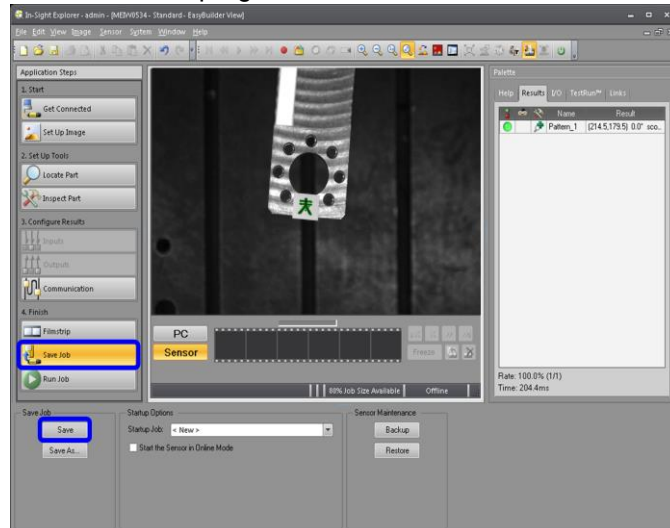 In-Sight Explorer - admin - [MEDIV0534 - Standard - EasyBuilder View]
File Edit View Image Sensor System Window Help
Application Steps
1. Start
Get Connected
Set Up Image
2. Set Up Tools
Locate Part
Inspect Part
3. Configure Results
Inputs
Outputs
Communication
4. Finish
Filmstrip
Save Job
Run Job
夫
PC
Sensor
Freeze
88% Job Size Available
Offline
Palette
Help Results I/O TestRun™ Links
Name Result
Pattern_1 (214.5,179.5) 0.0° sco...
Rate: 100.0% (1/1)
Time: 204.4ms
Save Job
Save
Save As...
Startup Options
Startup Job: < New >
Start the Sensor in Online Mode
Sensor Maintenance
Backup
Restore